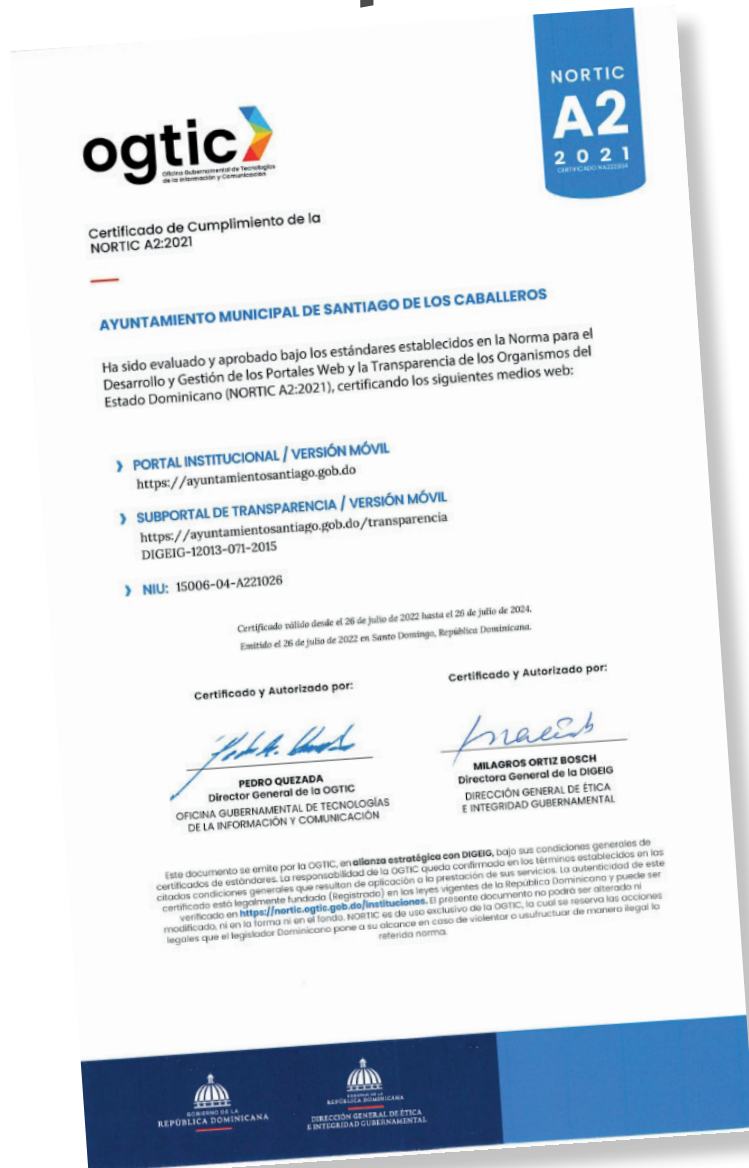 NORTIC
A2
2021
ogtic
Oficina Gubernamental de Tecnologías
de la Información y Comunicación
Certificado de Cumplimiento de la
NORTIC A2:2021
AYUNTAMIENTO MUNICIPAL DE SANTIAGO DE LOS CABALLEROS
Ha sido evaluado y aprobado bajo los estándares establecidos en la Norma para el
Desarrollo y Gestión de los Portales Web y la Transparencia de los Organismos del
Estado Dominicano (NORTIC A2:2021), certificando los siguientes medios web:
PORTAL INSTITUCIONAL / VERSIÓN MÓVIL
https://ayuntamientosantiago.gob.do
SUBPORTAL DE TRANSPARENCIA / VERSIÓN MÓVIL
https://ayuntamientosantiago.gob.do/transparencia
DIGEIG-12013-071-2015
NIU: 15006-04-A221026
Certificado válido desde el 26 de julio de 2022 hasta el 26 de julio de 2024.
Emitido el 26 de julio de 2022 en Santo Domingo, República Dominicana.
Certificado y Autorizado por:
PEDRO QUEZADA
Director General de la OGTIC
OFICINA GUBERNAMENTAL DE TECNOLOGÍAS
DE LA INFORMACIÓN Y COMUNICACIÓN
Certificado y Autorizado por:
MILAGROS ORTIZ BOSCH
Directora General de la DIGEIG
DIRECCIÓN GENERAL DE ÉTICA
E INTEGRIDAD GUBERNAMENTAL
Este documento se emite por la OGTIC, en alianza estratégica con DIGEIG, bajo sus condiciones generales de
certificados de estándares. La responsabilidad de la OGTIC queda confirmada en los términos establecidos en las
citadas condiciones generales que resultan de aplicación a la prestación de sus servicios. La autenticidad de este
certificado está legalmente fundada (Registrado) en las leyes vigentes de la República Dominicana y puede ser
verificado en https://nortic.ogtic.gob.do/instituciones. El presente documento no podrá ser alterado ni
modificado, ni en la forma ni en el fondo. NORTIC es de uso exclusivo de la OGTIC, la cual se reserva las acciones
legales que el legislador Dominicano pone a su alcance en caso de violentar o usufructuar de manera ilegal la
referida norma.
GOBIERNO DE LA
REPÚBLICA DOMINICANA
GOBIERNO DE LA
REPÚBLICA DOMINICANA
DIRECCIÓN GENERAL DE ÉTICA
E INTEGRIDAD GUBERNAMENTAL